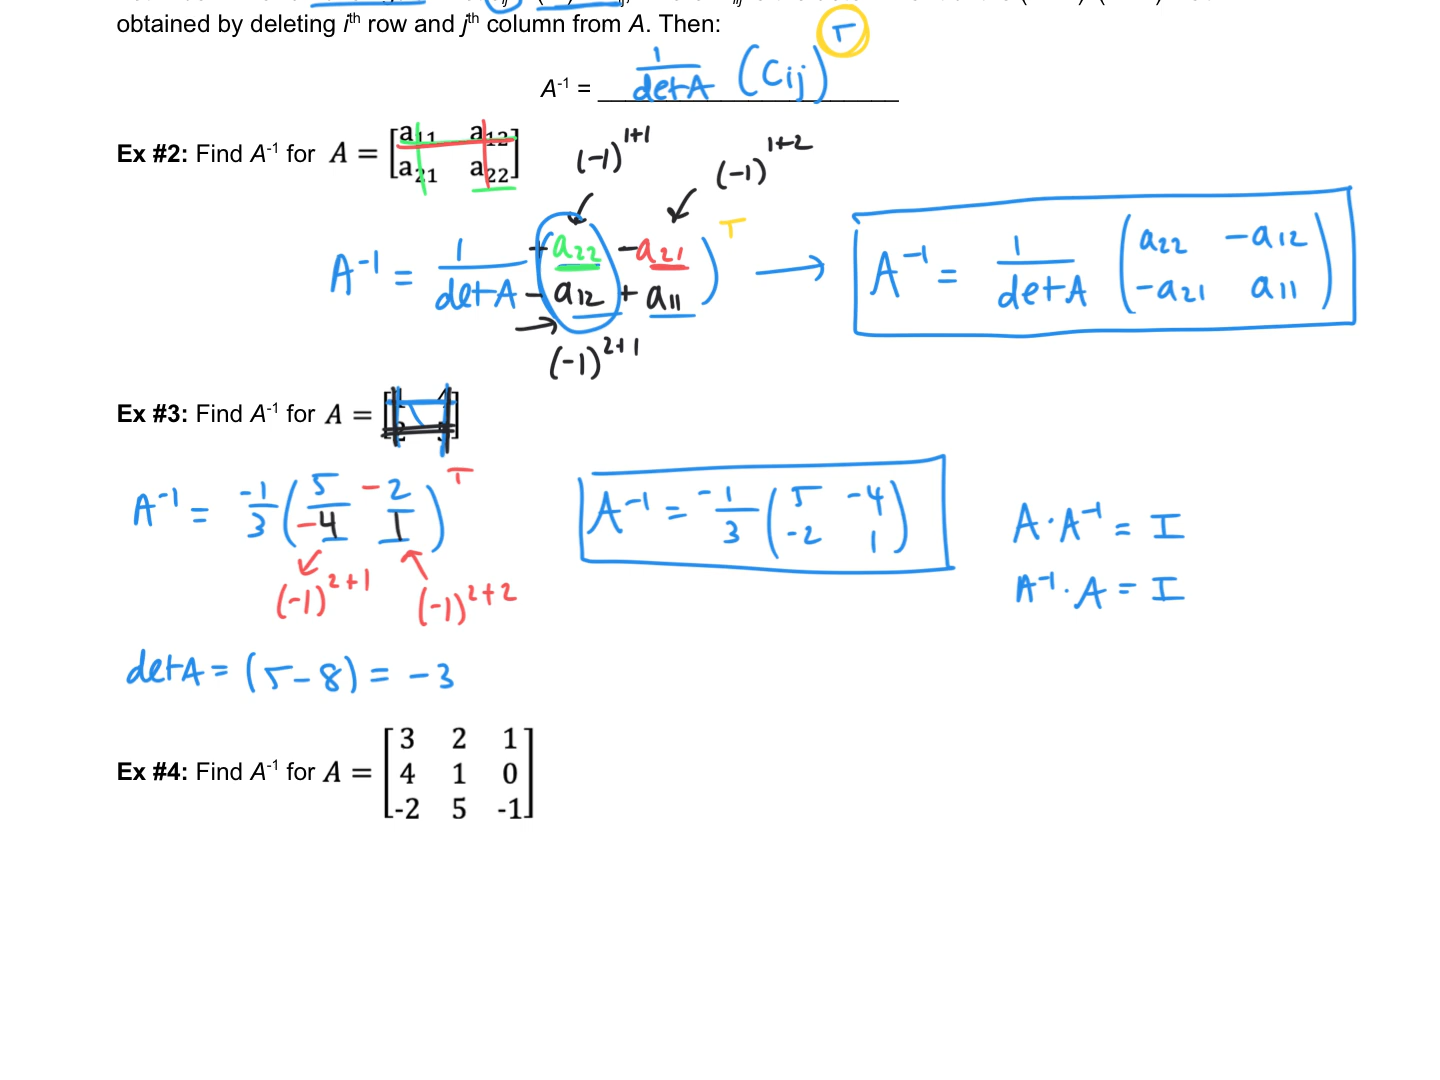 obtained by deleting iᵗʰ row and jᵗʰ column from A. Then:
A⁻¹ = 1/detA (Cij)ᵀ
Ex #2: Find A⁻¹ for A = [a₁₁ a₁₂
a₂₁ a₂₂]
(-1)¹⁺¹
(-1)¹⁺²
A⁻¹ = 1/detA (+a₂₂ -a₂₁
-a₁₂ +a₁₁)ᵀ → A⁻¹ = 1/detA (a₂₂ -a₁₂
-a₂₁ a₁₁)
(-1)²⁺¹
Ex #3: Find A⁻¹ for A =
A⁻¹ = -1/3 (5 -2
-4 1)ᵀ
(-1)²⁺¹ (-1)²⁺²
A⁻¹ = -1/3 (5 -4
-2 1)
A·A⁻¹ = I
A⁻¹·A = I
detA = (5-8) = -3
Ex #4: Find A⁻¹ for A = [3 2 1
4 1 0
-2 5 -1]